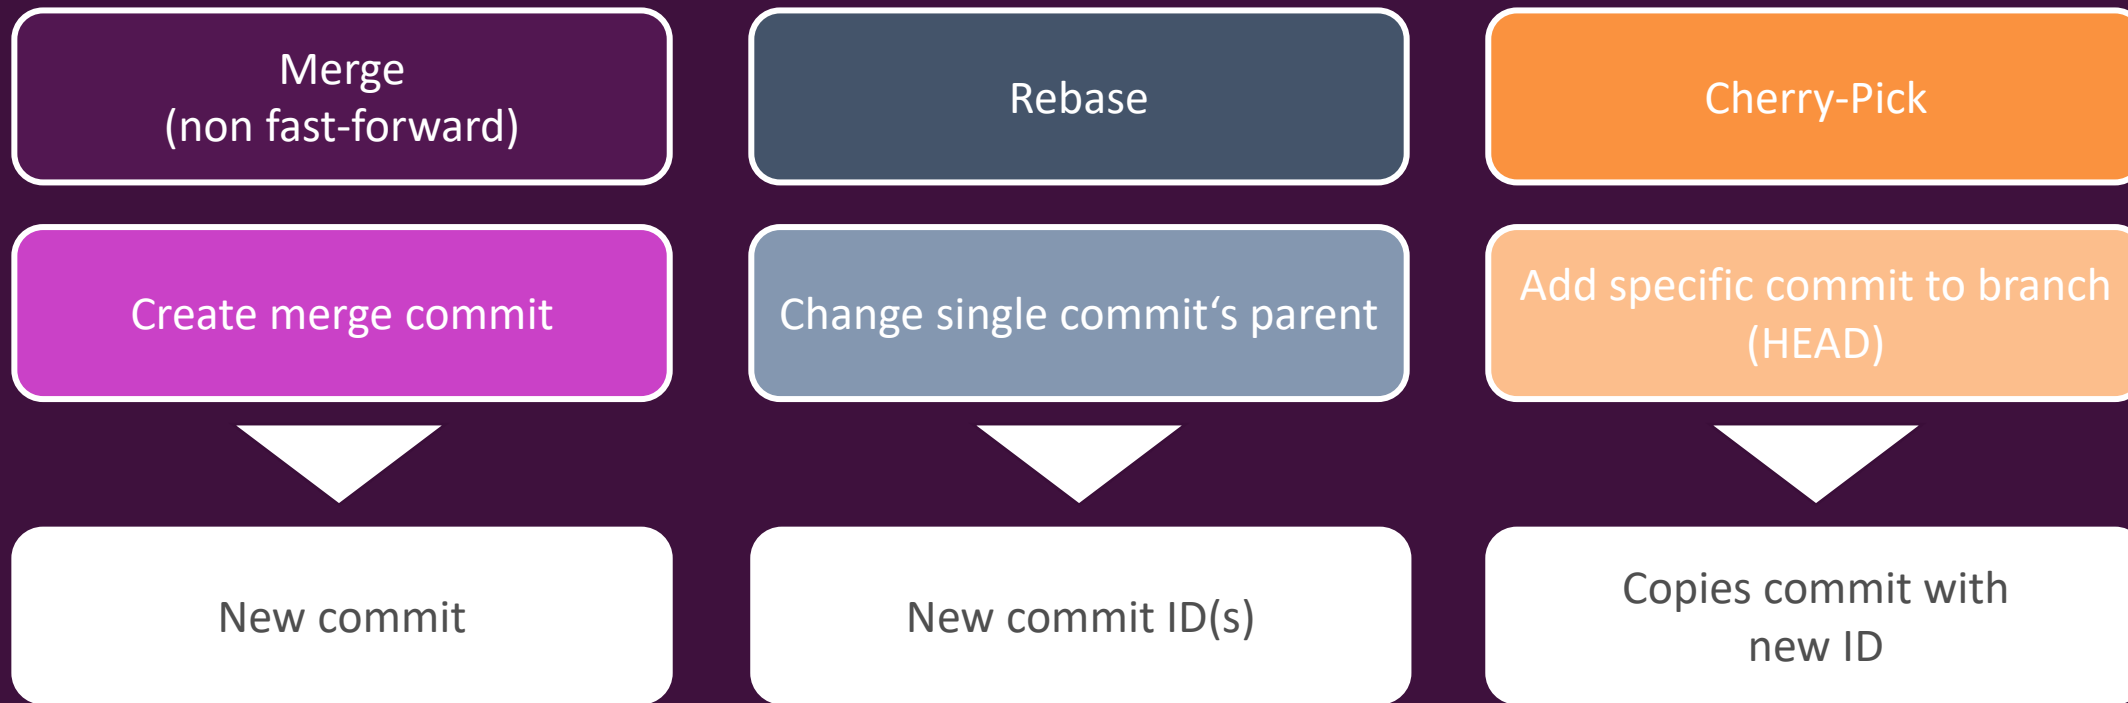 Merge
(non fast-forward)
Rebase
Cherry-Pick
Create merge commit
Change single commit‘s parent
Add specific commit to branch
(HEAD)
New commit
New commit ID(s)
Copies commit with
new ID